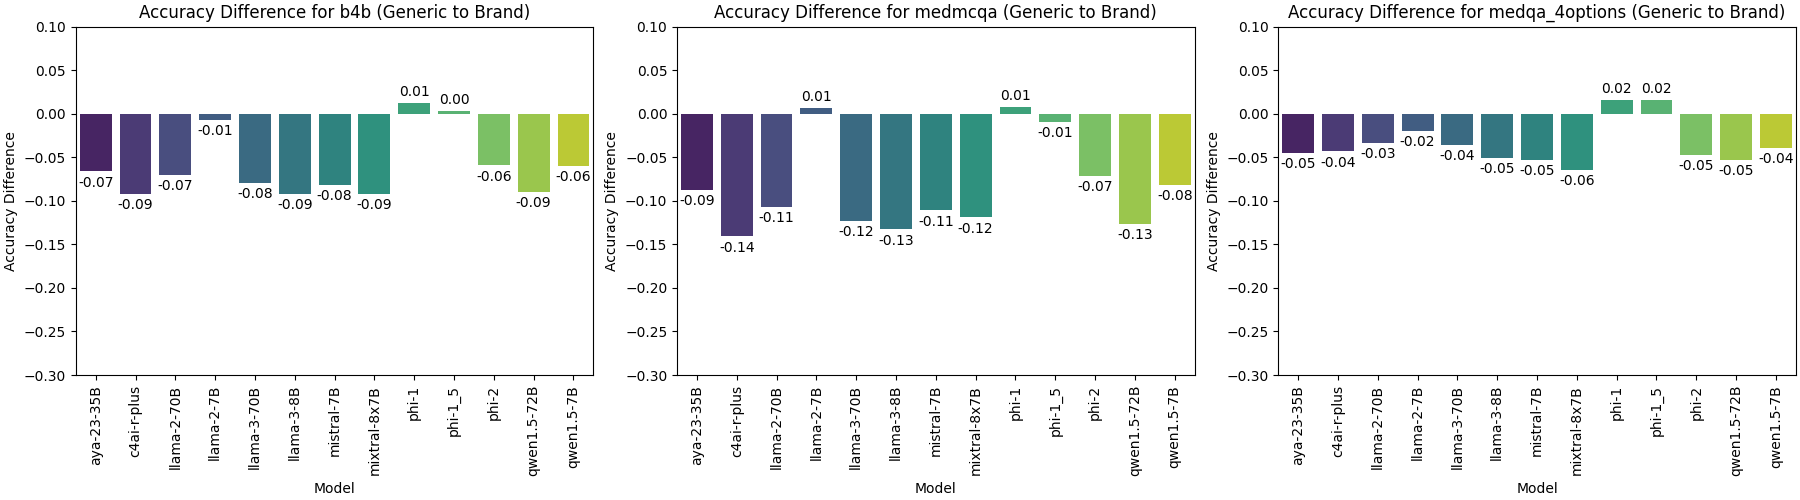 Accuracy Difference for b4b (Generic to Brand)
0.10
0.05
0.00
−0.05
−0.10
−0.15
−0.20
−0.25
−0.30
Accuracy Difference
-0.07
-0.09
-0.07
-0.01
-0.08
-0.09
-0.08
-0.09
0.01
0.00
-0.06
-0.09
-0.06
aya-23-35B
c4ai-r-plus
llama-2-70B
llama-2-7B
llama-3-70B
llama-3-8B
mistral-7B
mixtral-8x7B
phi-1
phi-1_5
phi-2
qwen1.5-72B
qwen1.5-7B
Model
Accuracy Difference for medmcqa (Generic to Brand)
0.10
0.05
0.00
−0.05
−0.10
−0.15
−0.20
−0.25
−0.30
Accuracy Difference
-0.09
-0.14
-0.11
0.01
-0.12
-0.13
-0.11
-0.12
0.01
-0.01
-0.07
-0.13
-0.08
aya-23-35B
c4ai-r-plus
llama-2-70B
llama-2-7B
llama-3-70B
llama-3-8B
mistral-7B
mixtral-8x7B
phi-1
phi-1_5
phi-2
qwen1.5-72B
qwen1.5-7B
Model
Accuracy Difference for medqa_4options (Generic to Brand)
0.10
0.05
0.00
−0.05
−0.10
−0.15
−0.20
−0.25
−0.30
Accuracy Difference
-0.05
-0.04
-0.03
-0.02
-0.04
-0.05
-0.05
-0.06
0.02
0.02
-0.05
-0.05
-0.04
aya-23-35B
c4ai-r-plus
llama-2-70B
llama-2-7B
llama-3-70B
llama-3-8B
mistral-7B
mixtral-8x7B
phi-1
phi-1_5
phi-2
qwen1.5-72B
qwen1.5-7B
Model